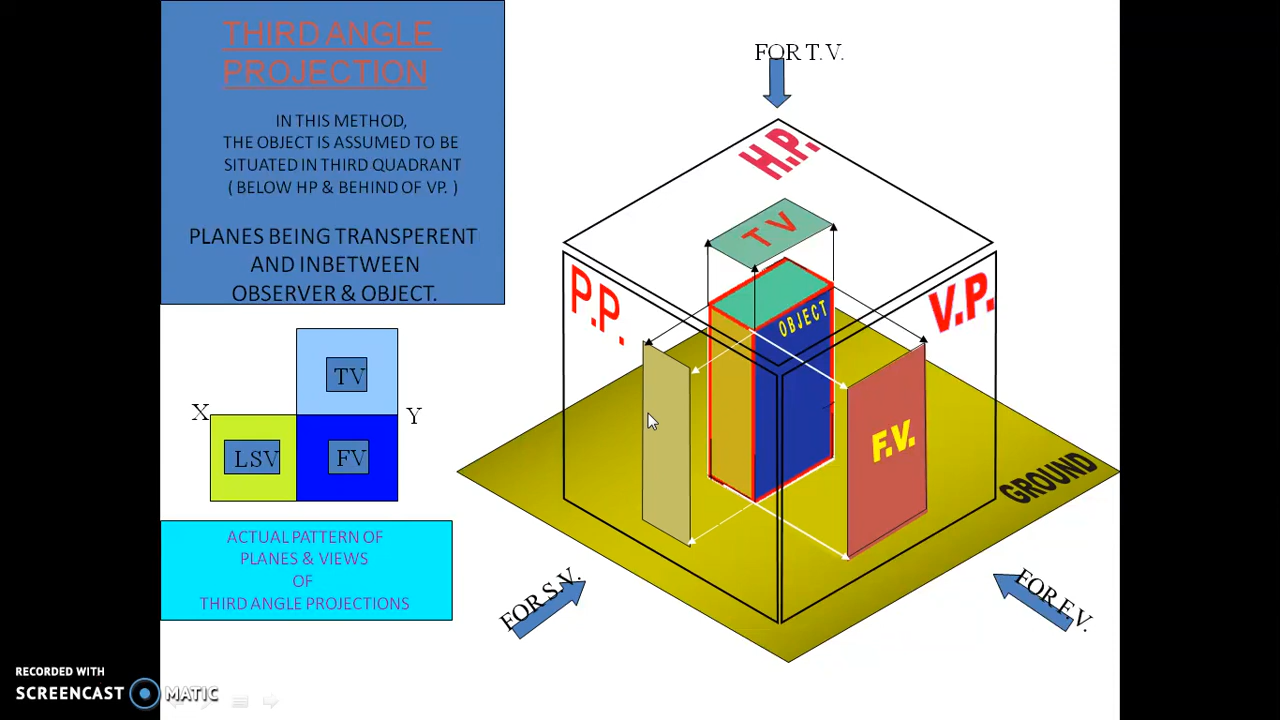 THIRD ANGLE
PROJECTION
IN THIS METHOD,
THE OBJECT IS ASSUMED TO BE
SITUATED IN THIRD QUADRANT
( BELOW HP & BEHIND OF VP. )
PLANES BEING TRANSPERENT
AND INBETWEEN
OBSERVER & OBJECT.
X
Y
TV
LSV
FV
ACTUAL PATTERN OF
PLANES & VIEWS
OF
THIRD ANGLE PROJECTIONS
FOR T.V.
H.P.
TV
P.P.
V.P.
OBJECT
F.V.
GROUND
FOR S.V.
FOR F.V.
RECORDED WITH
SCREENCAST MATIC